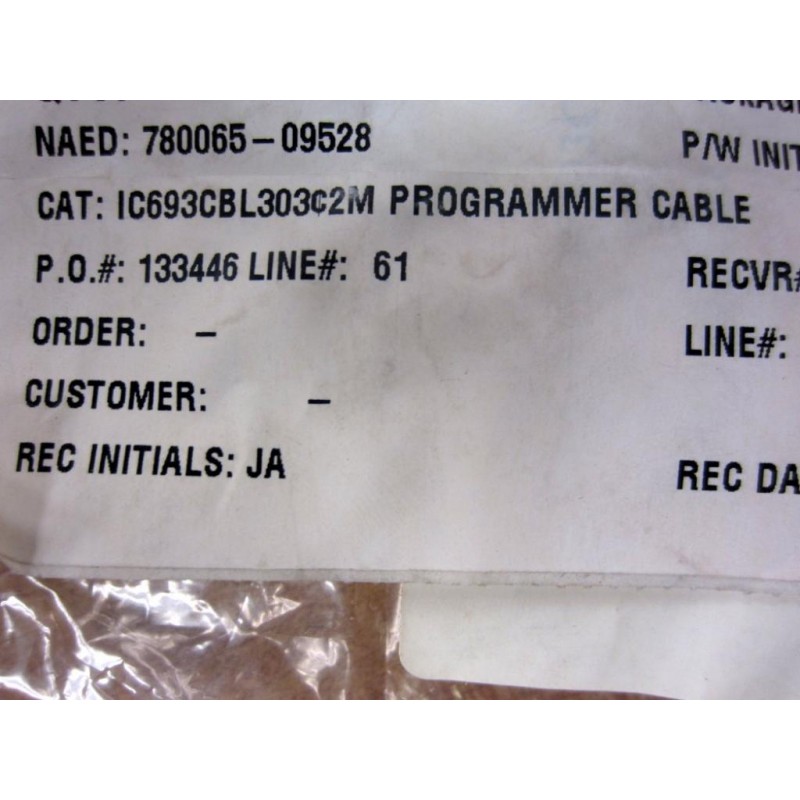 NAED: 780065-09528
P/W INIT
CAT: IC693CBL303¢2M PROGRAMMER CABLE
P.O.#: 133446 LINE#: 61
RECVR#
ORDER: -
LINE#:
CUSTOMER: -
REC INITIALS: JA
REC DA